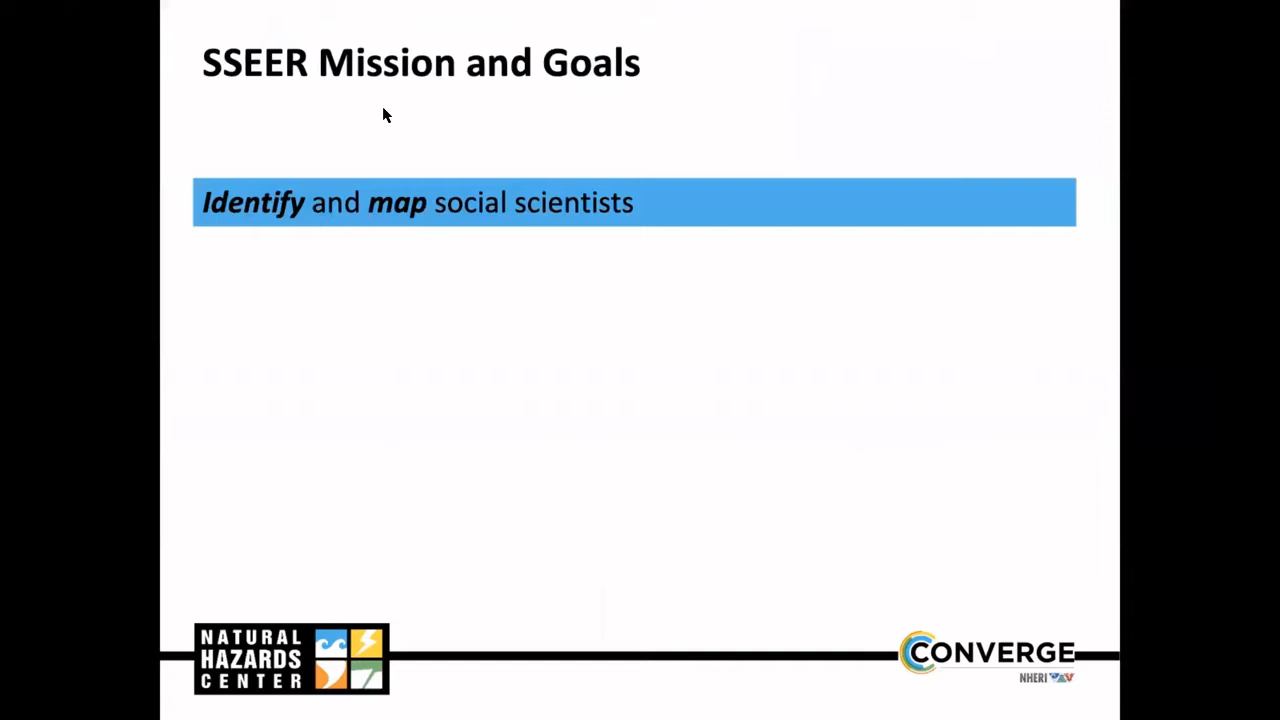 SSEER Mission and Goals
Identify and map social scientists
NATURAL
HAZARDS
CENTER
CONVERGE
NHERI